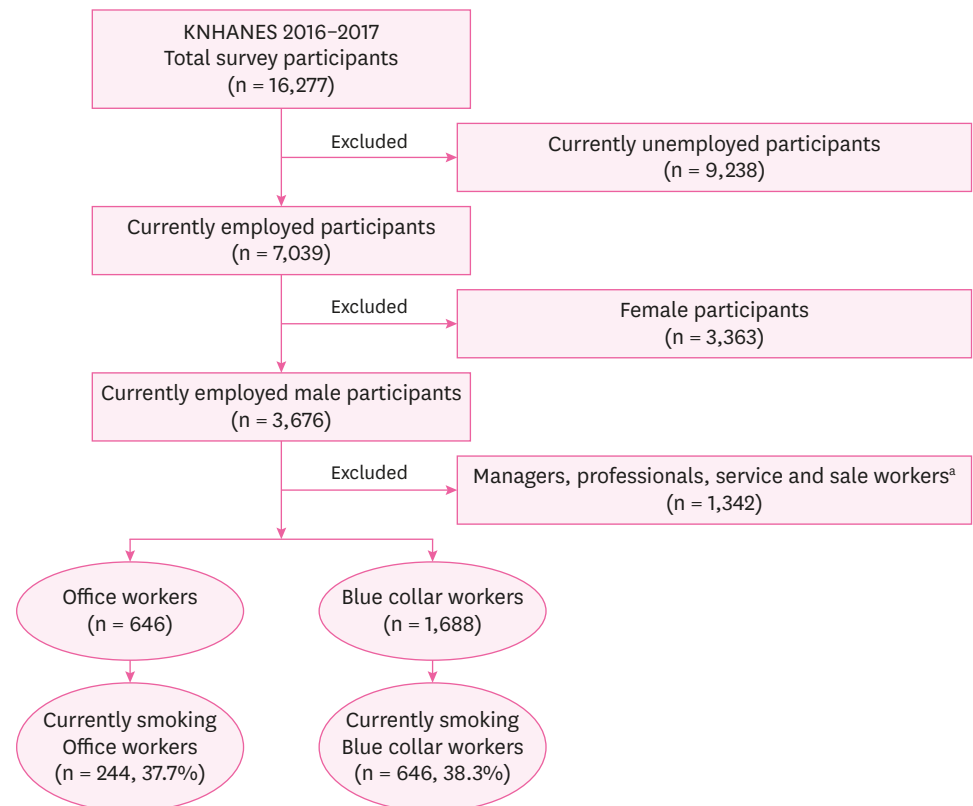 KNHANES 2016–2017
Total survey participants
(n = 16,277)
Excluded
Currently unemployed participants
(n = 9,238)
Currently employed participants
(n = 7,039)
Excluded
Female participants
(n = 3,363)
Currently employed male participants
(n = 3,676)
Excluded
Managers, professionals, service and sale workersᵃ
(n = 1,342)
Office workers
(n = 646)
Blue collar workers
(n = 1,688)
Currently smoking
Office workers
(n = 244, 37.7%)
Currently smoking
Blue collar workers
(n = 646, 38.3%)